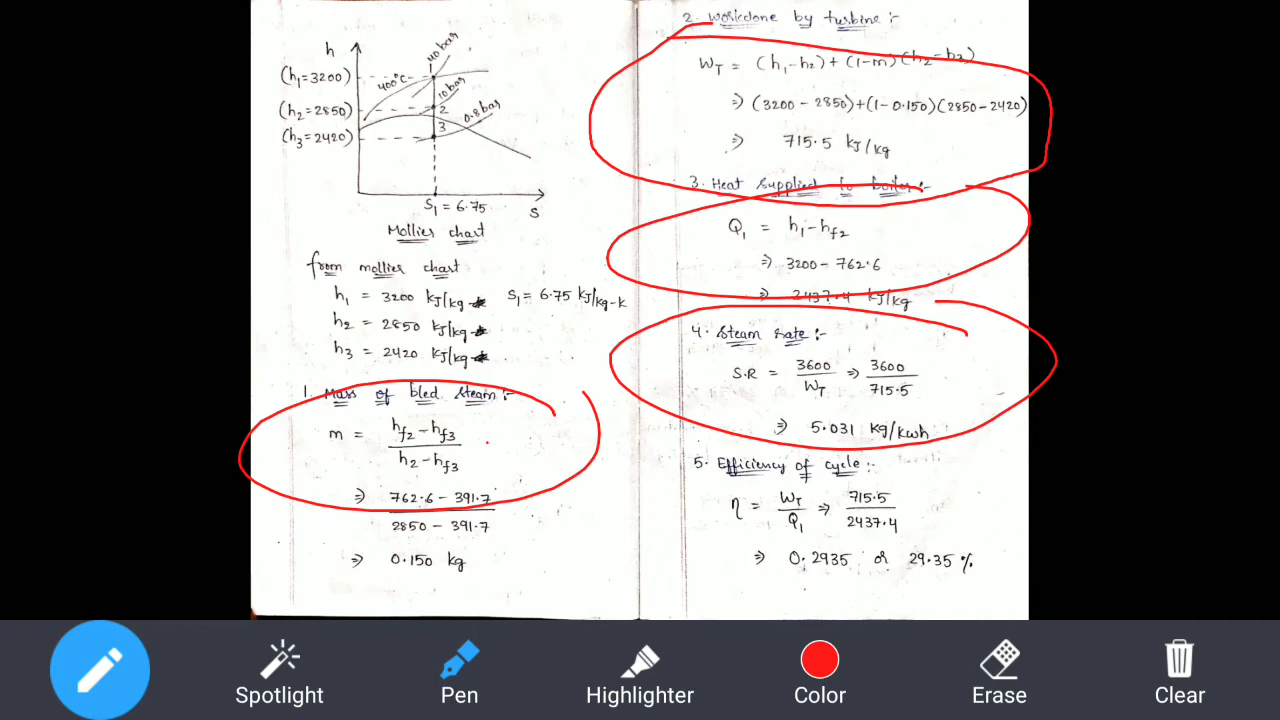 h
(h1=3200)
(h2=2850)
(h3=2420)
400°C
40 bar
10 bar
2
3
0.8 bar
S1 = 6.75
S
Mollier chart
from mollier chart
h1 = 3200 kJ/kg S1 = 6.75 kJ/kg-K
h2 = 2850 kJ/kg
h3 = 2420 kJ/kg
1. Mass of bled steam :-
m = hf2 - hf3
h2 - hf3
⇒ 762.6 - 391.7
2850 - 391.7
⇒ 0.150 kg
2. Workdone by turbine :-
WT = (h1-h2) + (1-m) (h2-h3)
⇒ (3200 - 2850)+(1-0.150)(2850-2420)
⇒ 715.5 kJ/kg
3. Heat supplied to boiler :-
Q1 = h1-hf2
⇒ 3200 - 762.6
⇒ 2437.4 kJ/kg
4. Steam rate :-
S.R = 3600 ⇒ 3600
WT 715.5
⇒ 5.031 kg/kwh
5. Efficiency of cycle :-
η = WT ⇒ 715.5
Q1 2437.4
⇒ 0.2935 or 29.35 %
Spotlight
Pen
Highlighter
Color
Erase
Clear